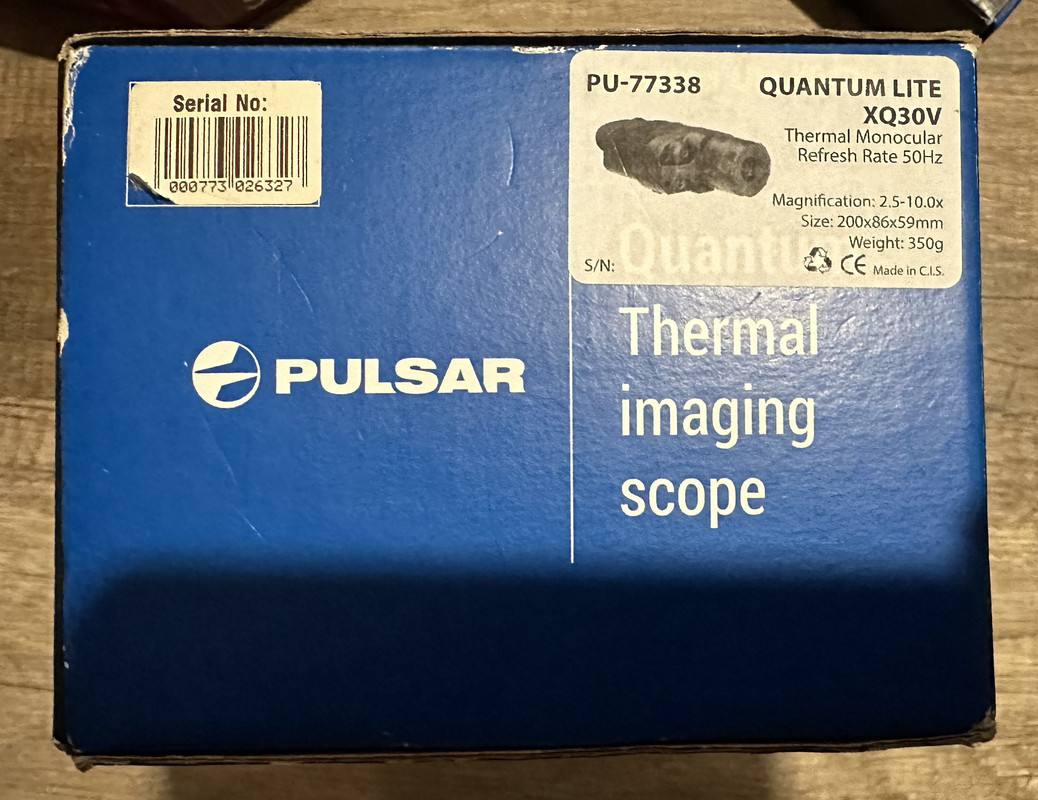 Serial No:
000773 026327
PULSAR
PU-77338
QUANTUM LITE
XQ30V
Thermal Monocular
Refresh Rate 50Hz
Magnification: 2.5-10.0x
Size: 200x86x59mm
Weight: 350g
S/N:
CE Made in C.I.S.
Quantum
Thermal
imaging
scope